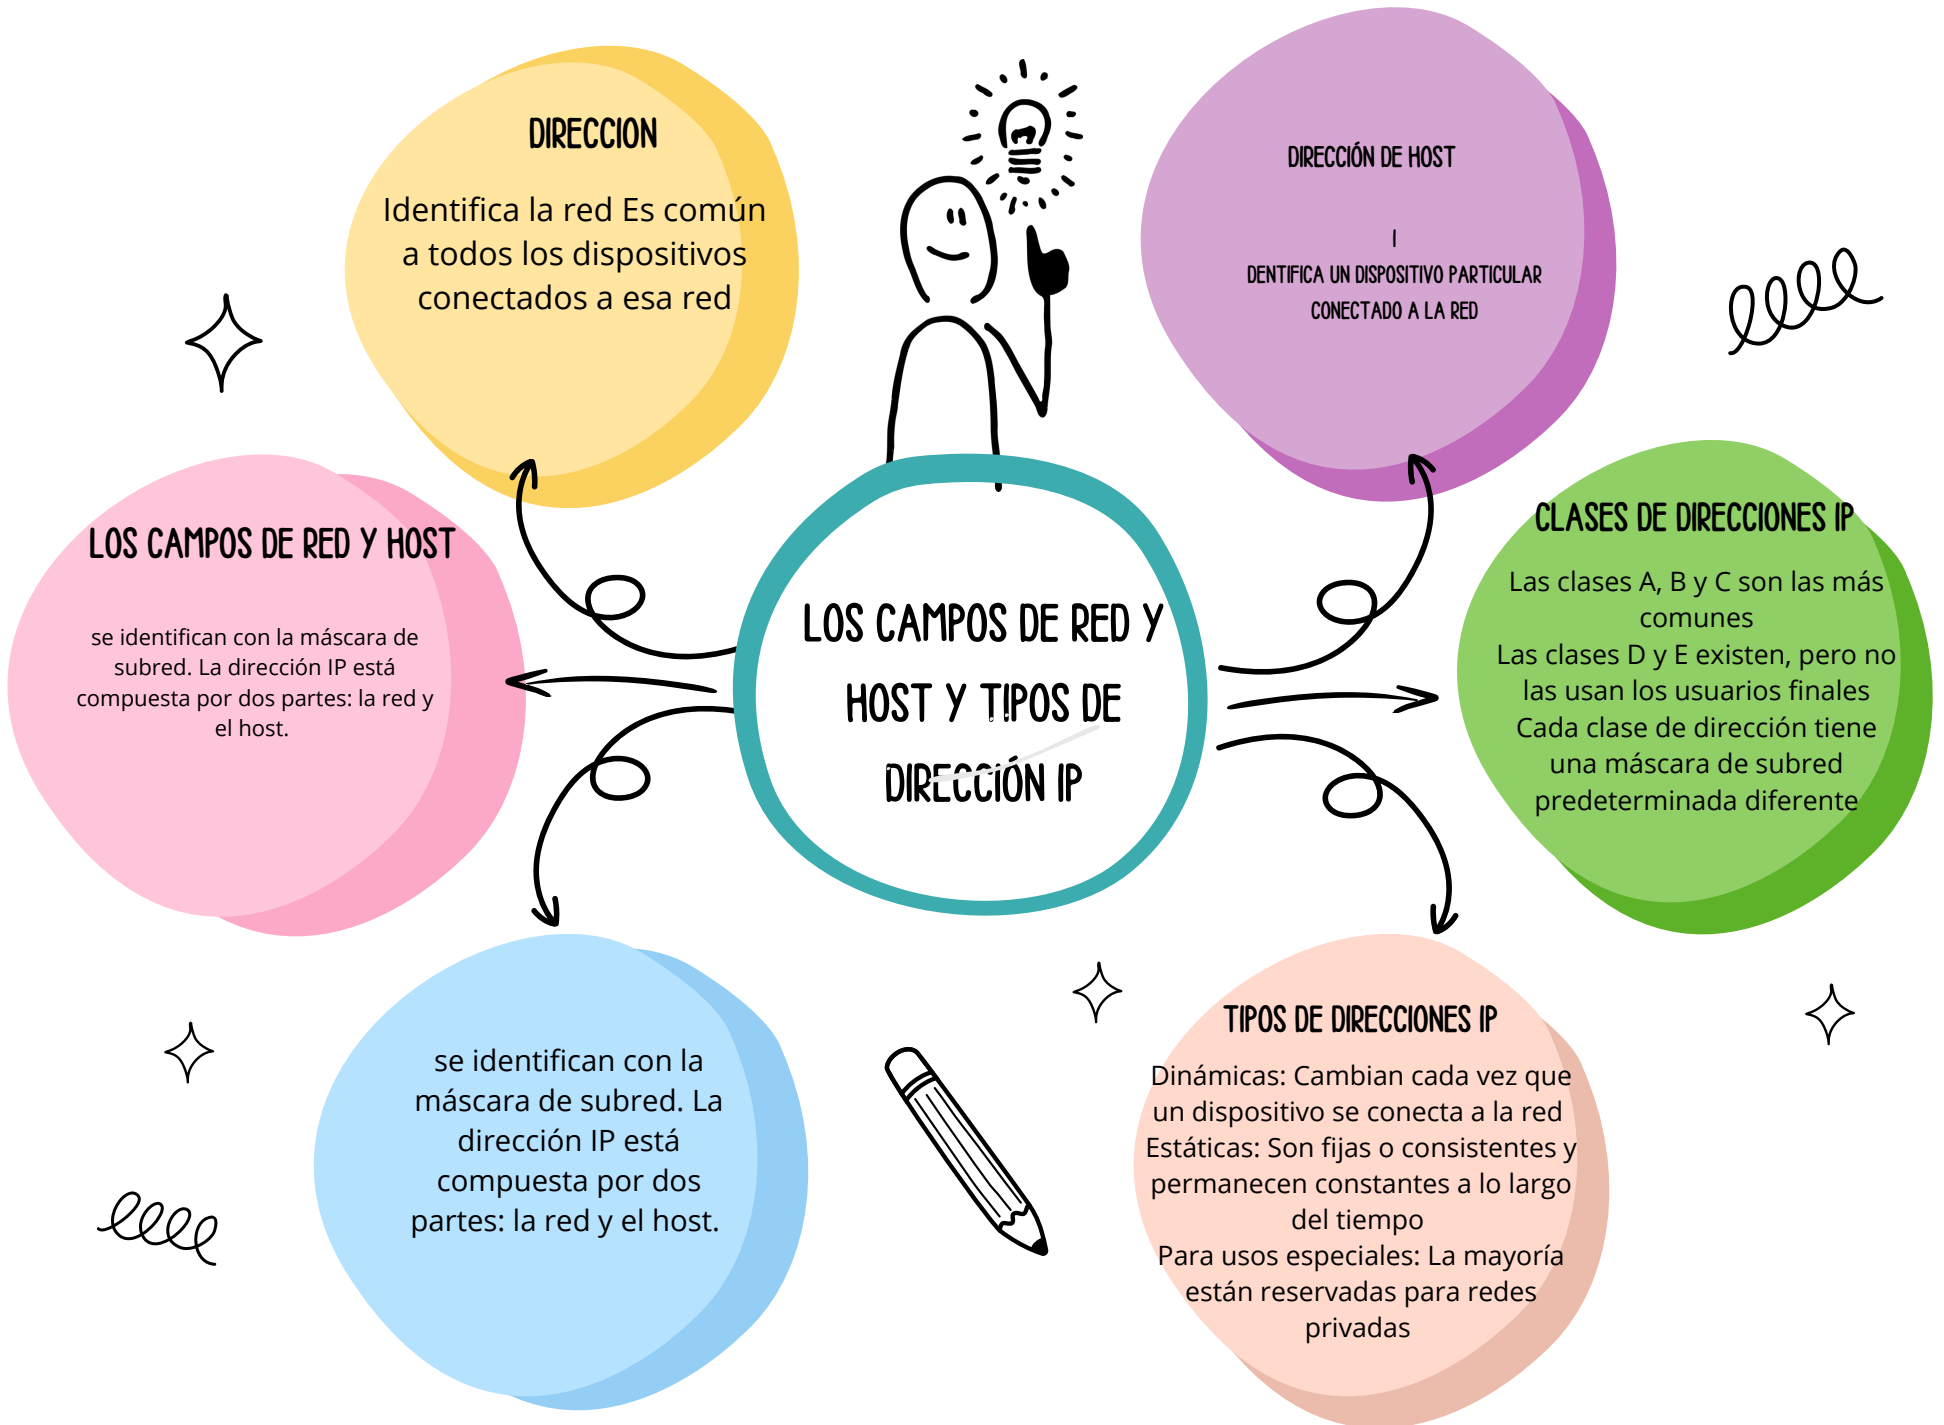 DIRECCION
Identifica la red Es común
a todos los dispositivos
conectados a esa red
DIRECCIÓN DE HOST
I
DENTIFICA UN DISPOSITIVO PARTICULAR
CONECTADO A LA RED
LOS CAMPOS DE RED Y HOST
se identifican con la máscara de
subred. La dirección IP está
compuesta por dos partes: la red y
el host.
LOS CAMPOS DE RED Y
HOST Y TIPOS DE
DIRECCIÓN IP
CLASES DE DIRECCIONES IP
Las clases A, B y C son las más
comunes
Las clases D y E existen, pero no
las usan los usuarios finales
Cada clase de dirección tiene
una máscara de subred
predeterminada diferente
se identifican con la
máscara de subred. La
dirección IP está
compuesta por dos
partes: la red y el host.
TIPOS DE DIRECCIONES IP
Dinámicas: Cambian cada vez que
un dispositivo se conecta a la red
Estáticas: Son fijas o consistentes y
permanecen constantes a lo largo
del tiempo
Para usos especiales: La mayoría
están reservadas para redes
privadas